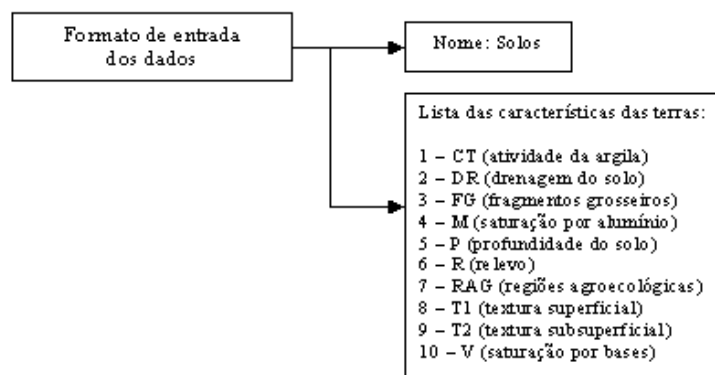 Formato de entrada
dos dados
Nome: Solos
Lista das características das terras:
1 – CT (atividade da argila)
2 – DR (drenagem do solo)
3 – FG (fragmentos grosseiros)
4 – M (saturação por alumínio)
5 – P (profundidade do solo)
6 – R (relevo)
7 – RAG (regiões agroecológicas)
8 – T1 (textura superficial)
9 – T2 (textura subsuperficial)
10 – V (saturação por bases)